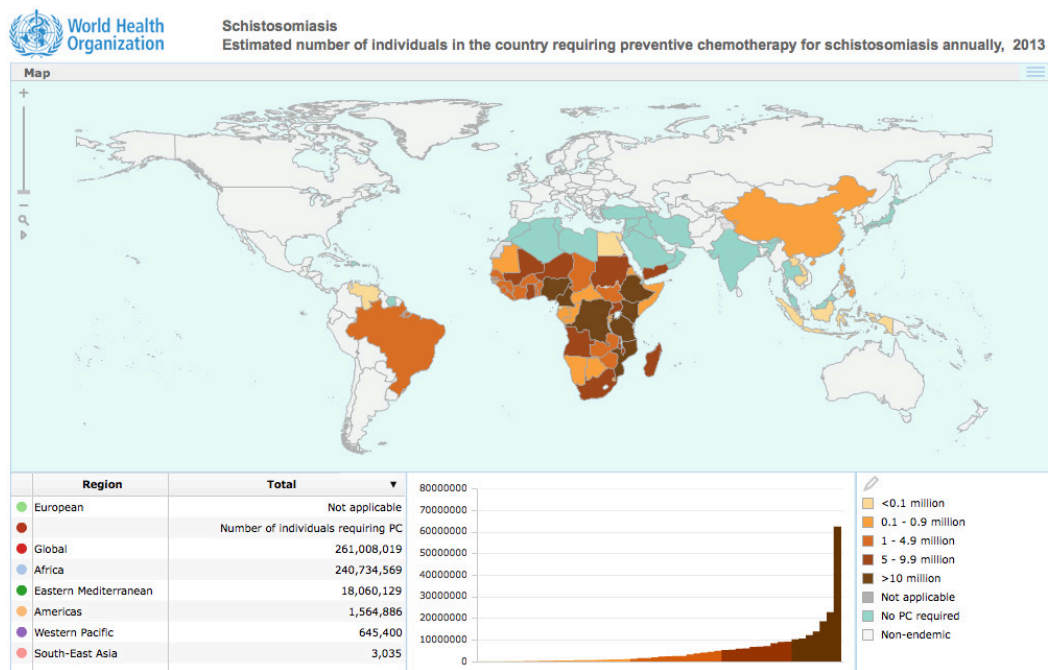 World Health
Organization
Schistosomiasis
Estimated number of individuals in the country requiring preventive chemotherapy for schistosomiasis annually, 2013
Map
Region Total ▼
European Not applicable
Number of individuals requiring PC
Global 261,008,019
Africa 240,734,569
Eastern Mediterranean 18,060,129
Americas 1,564,886
Western Pacific 645,400
South-East Asia 3,035
80000000
70000000
60000000
50000000
40000000
30000000
20000000
10000000
0
<0.1 million
0.1 - 0.9 million
1 - 4.9 million
5 - 9.9 million
>10 million
Not applicable
No PC required
Non-endemic